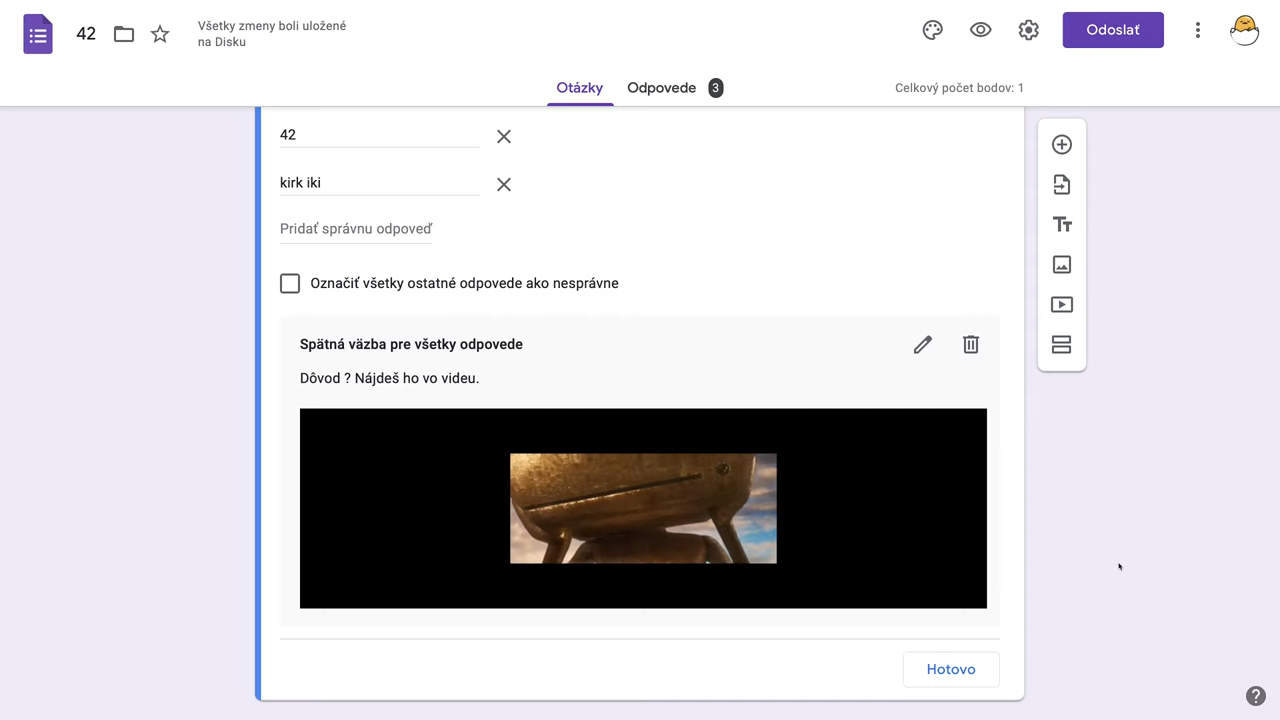 42
Všetky zmeny boli uložené
na Disku
Odoslať
Otázky
Odpovede 3
Celkový počet bodov: 1
42
kirk iki
Pridať správnu odpoveď
Označiť všetky ostatné odpovede ako nesprávne
Spätná väzba pre všetky odpovede
Dôvod ? Nájdeš ho vo videu.
Hotovo